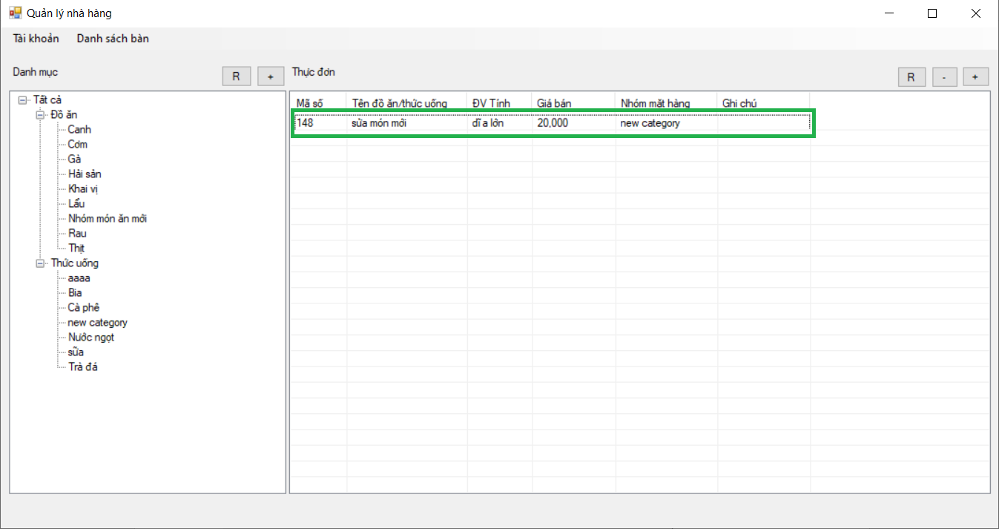 Quản lý nhà hàng
Tài khoản Danh sách bàn
Danh mục R + Thực đơn R - +
Tất cả
Đồ ăn
Canh
Cơm
Gà
Hải sản
Khai vị
Lẩu
Nhóm món ăn mới
Rau
Thịt
Thức uống
aaaa
Bia
Cà phê
new category
Nước ngọt
sữa
Trà đá
Mã số Tên đồ ăn/thức uống ĐV Tính Giá bán Nhóm mặt hàng Ghi chú
148 sửa món mới dĩa lớn 20,000 new category